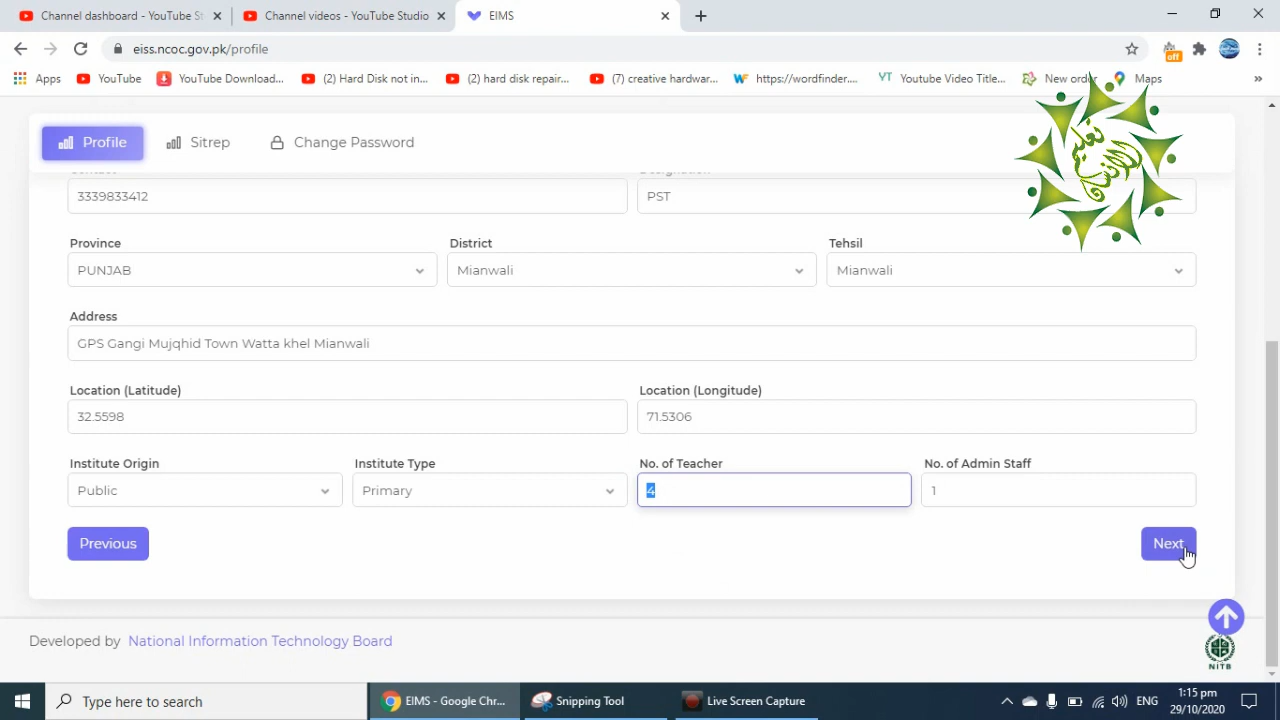 Channel dashboard - YouTube St
Channel videos - YouTube Studio
EIMS
eiss.ncoc.gov.pk/profile
off
Apps
YouTube
YouTube Download...
(2) Hard Disk not in...
(2) hard disk repair...
(7) creative hardwar...
https://wordfinder....
YT
Youtube Video Title...
New order
Maps
Profile
Sitrep
Change Password
3339833412
PST
Province
District
Tehsil
PUNJAB
Mianwali
Mianwali
Address
GPS Gangi Mujqhid Town Watta khel Mianwali
Location (Latitude)
Location (Longitude)
32.5598
71.5306
Institute Origin
Institute Type
No. of Teacher
No. of Admin Staff
Public
Primary
4
1
Previous
Next
Developed by National Information Technology Board
NITB
Type here to search
EIMS - Google Chr...
Snipping Tool
Live Screen Capture
ENG
1:15 pm
29/10/2020